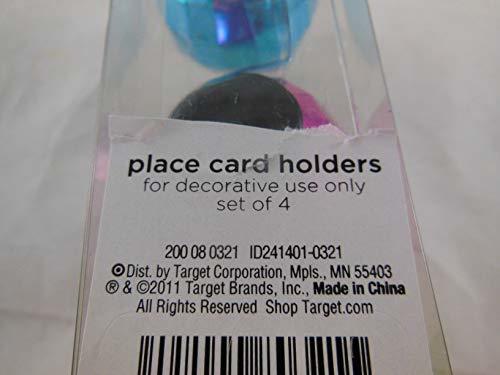 place card holders
for decorative use only
set of 4
200 08 0321 ID241401-0321
Dist. by Target Corporation, Mpls., MN 55403
® & ©2011 Target Brands, Inc., Made in China
All Rights Reserved Shop Target.com